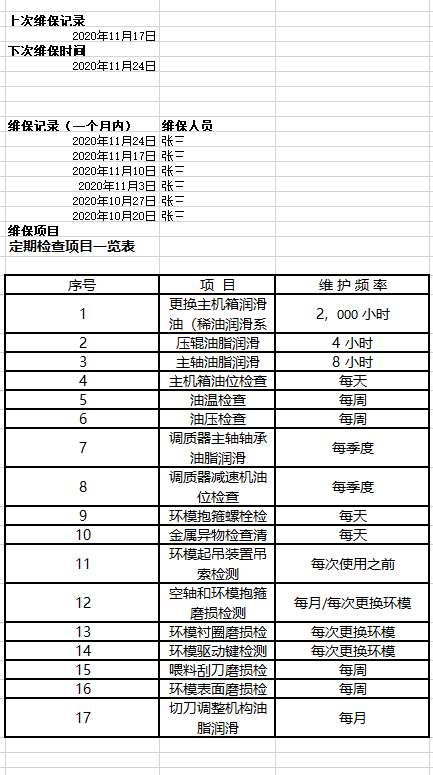 上次维保记录
2020年11月17日
下次维保时间
2020年11月24日
维保记录（一个月内） 维保人员
2020年11月24日 张三
2020年11月17日 张三
2020年11月10日 张三
2020年11月3日 张三
2020年10月27日 张三
2020年10月20日 张三
维保项目
定期检查项目一览表
序号 项 目 维 护 频 率
1 更换主机箱润滑
油（稀油润滑系 2，000 小时
2 压辊油脂润滑 4 小时
3 主轴油脂润滑 8 小时
4 主机箱油位检查 每天
5 油温检查 每周
6 油压检查 每周
7 调质器主轴轴承
油脂润滑 每季度
8 调质器减速机油
位检查 每季度
9 环模抱箍螺栓检 每天
10 金属异物检查清 每天
11 环模起吊装置吊
索检测 每次使用之前
12 空轴和环模抱箍
磨损检测 每月/每次更换环模
13 环模衬圈磨损检 每次更换环模
14 环模驱动键检测 每次更换环模
15 喂料刮刀磨损检 每周
16 环模表面磨损检 每周
17 切刀调整机构油
脂润滑 每月